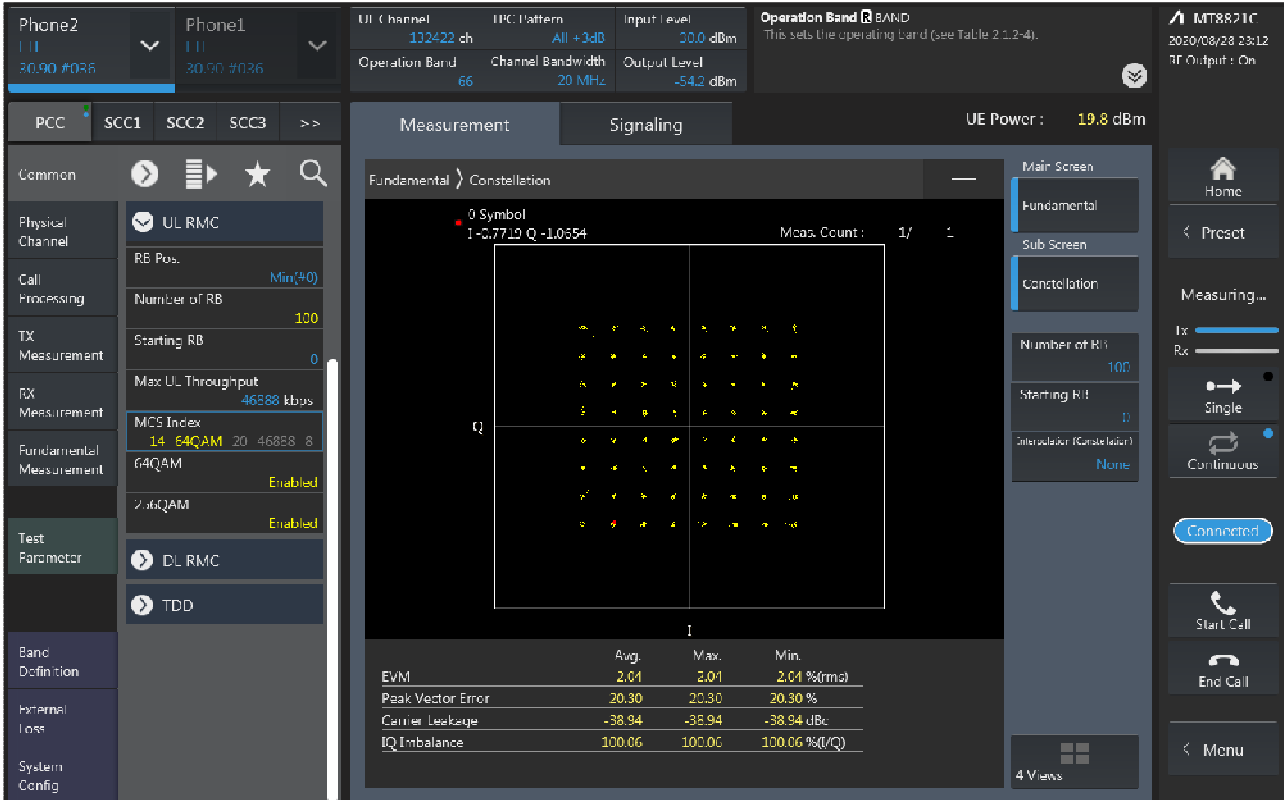 Phone2
LTE
30.90 #036
Phone1
LTE
30.90 #036
UL Channel
132422 ch
TPC Pattern
All +3dB
Input Level
30.0 dBm
Operation Band
66
Channel Bandwidth
20 MHz
Output Level
-54.2 dBm
Operation Band R BAND
This sets the operating band (see Table 2.1.2-4).
MT8821C
2020/08/28 23:12
RF Output : On
PCC
SCC1
SCC2
SCC3
>>
Measurement
Signaling
UE Power : 19.8 dBm
Common
Physical
Channel
Call
Processing
TX
Measurement
RX
Measurement
Fundamental
Measurement
Test
Parameter
Band
Definition
External
Loss
System
Config
UL RMC
RB Pos.
Min(#0)
Number of RB
100
Starting RB
0
Max UL Throughput
46888 kbps
MCS Index
14 64QAM 20 46888 8
64QAM
Enabled
256QAM
Enabled
DL RMC
TDD
Fundamental > Constellation
0 Symbol
I -0.7719 Q -1.0654
Meas. Count : 1/ 1
Q
I
Avg. Max. Min.
EVM 2.04 2.04 2.04 %(rms)
Peak Vector Error 20.30 20.30 20.30 %
Carrier Leakage -38.94 -38.94 -38.94 dBc
IQ Imbalance 100.06 100.06 100.06 %(I/Q)
Main Screen
Fundamental
Sub Screen
Constellation
Number of RB
100
Starting RB
0
Interpolation (Constellation)
None
4 Views
Home
< Preset
Measuring...
Tx
Rx
Single
Continuous
Connected
Start Call
End Call
< Menu